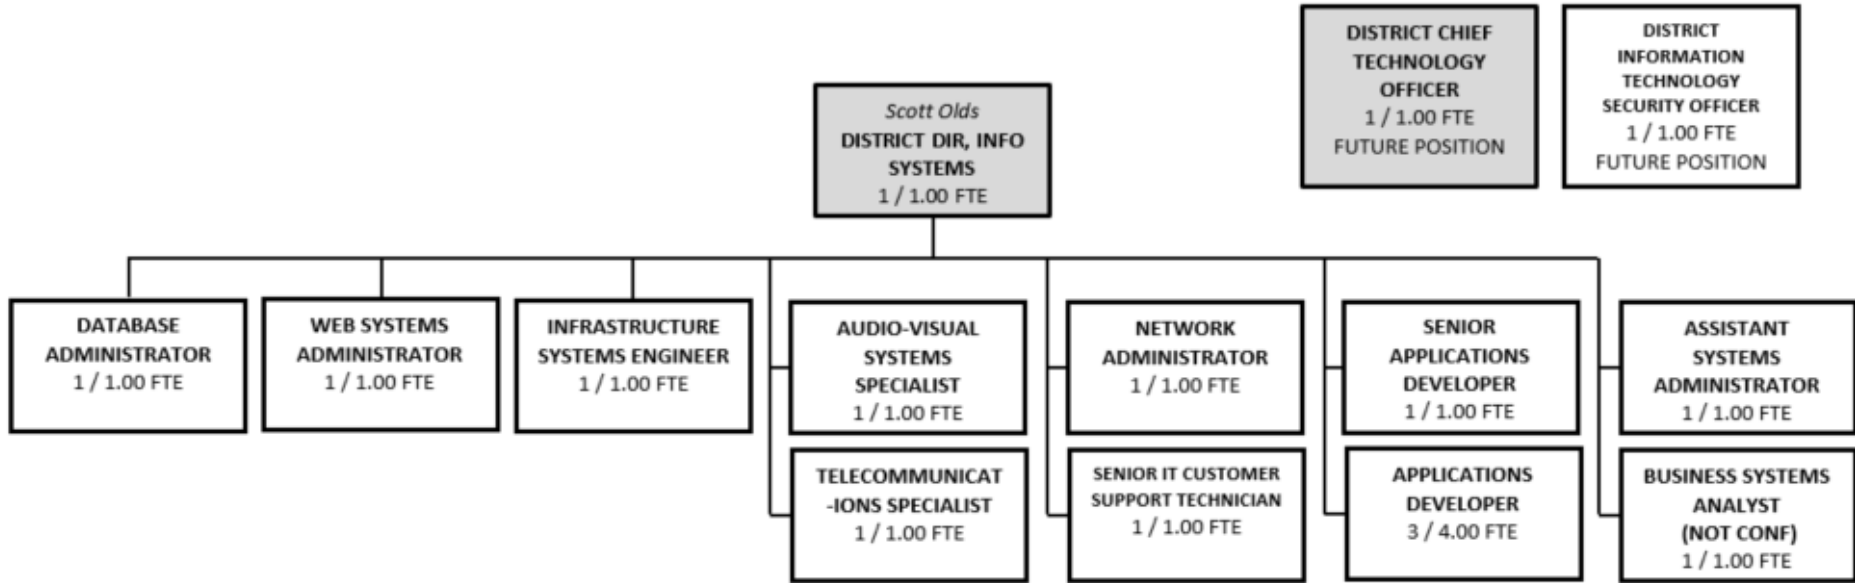 DISTRICT CHIEF
TECHNOLOGY
OFFICER
1 / 1.00 FTE
FUTURE POSITION
DISTRICT
INFORMATION
TECHNOLOGY
SECURITY OFFICER
1 / 1.00 FTE
FUTURE POSITION
Scott Olds
DISTRICT DIR, INFO
SYSTEMS
1 / 1.00 FTE
DATABASE
ADMINISTRATOR
1 / 1.00 FTE
WEB SYSTEMS
ADMINISTRATOR
1 / 1.00 FTE
INFRASTRUCTURE
SYSTEMS ENGINEER
1 / 1.00 FTE
AUDIO-VISUAL
SYSTEMS
SPECIALIST
1 / 1.00 FTE
NETWORK
ADMINISTRATOR
1 / 1.00 FTE
SENIOR
APPLICATIONS
DEVELOPER
1 / 1.00 FTE
ASSISTANT
SYSTEMS
ADMINISTRATOR
1 / 1.00 FTE
TELECOMMUNICAT
-IONS SPECIALIST
1 / 1.00 FTE
SENIOR IT CUSTOMER
SUPPORT TECHNICIAN
1 / 1.00 FTE
APPLICATIONS
DEVELOPER
3 / 4.00 FTE
BUSINESS SYSTEMS
ANALYST
(NOT CONF)
1 / 1.00 FTE